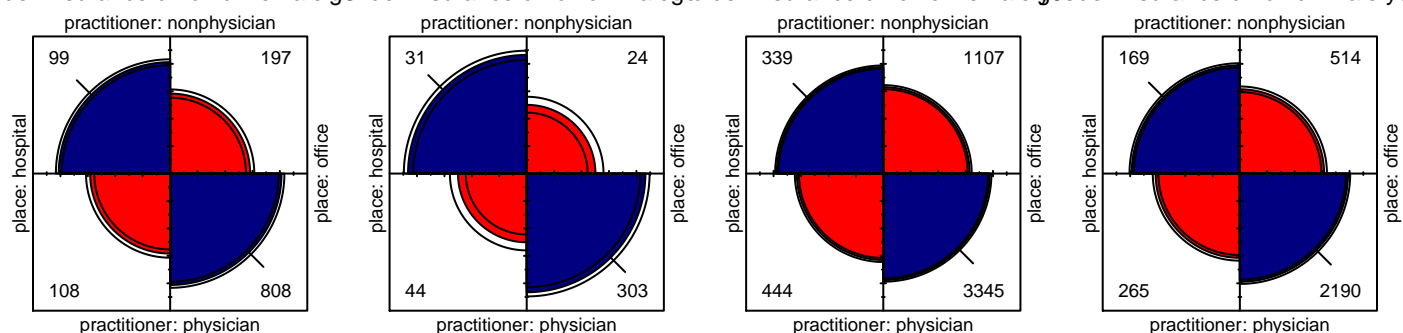 practitioner: nonphysician
99 197
place: hospital
place: office
108 808
practitioner: physician
practitioner: nonphysician
31 24
place: hospital
place: office
44 303
practitioner: physician
practitioner: nonphysician
339 1107
place: hospital
place: office
444 3345
practitioner: physician
practitioner: nonphysician
169 514
place: hospital
place: office
265 2190
practitioner: physician